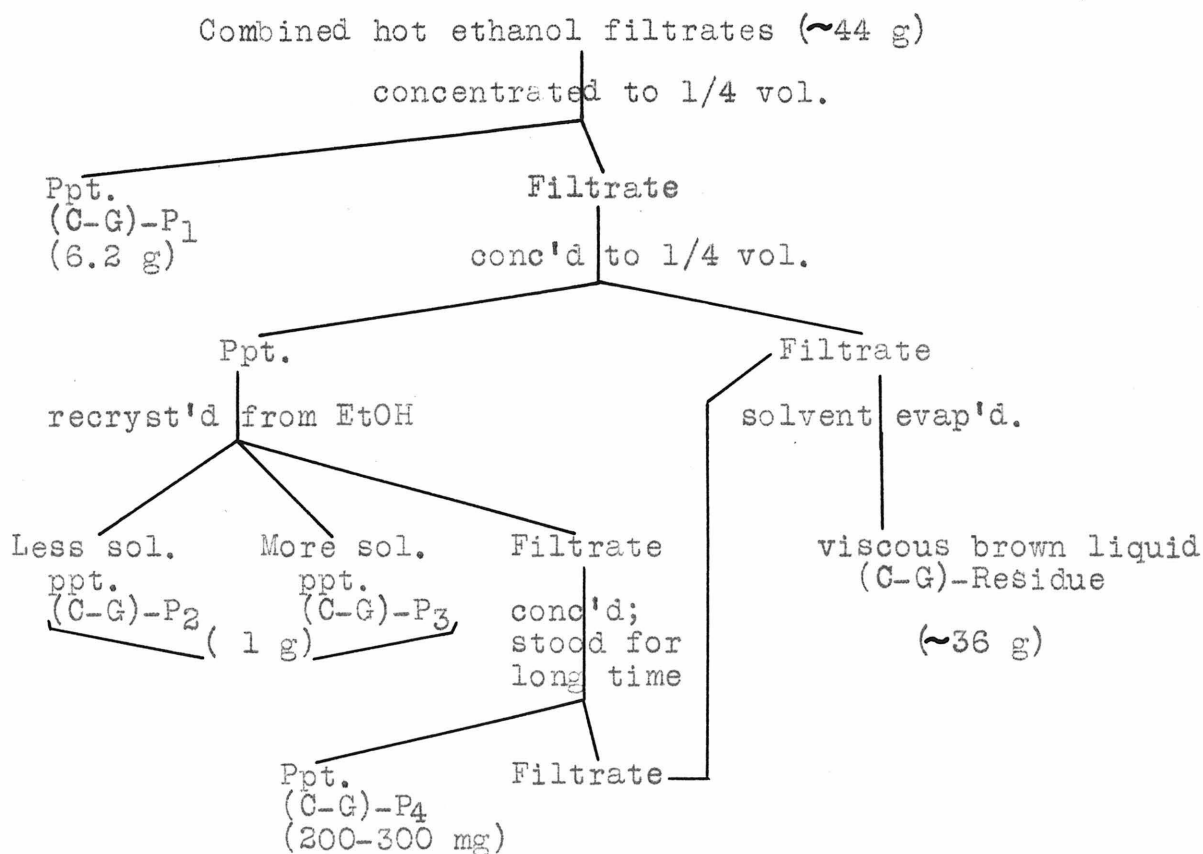 Combined hot ethanol filtrates (~44 g)
concentrated to 1/4 vol.
Ppt.
(C-G)-P1
(6.2 g)
Filtrate
conc'd to 1/4 vol.
Ppt.
Filtrate
recryst'd from EtOH
solvent evap'd.
Less sol.
ppt.
(C-G)-P2
More sol.
ppt.
(C-G)-P3
( 1 g)
Filtrate
conc'd;
stood for
long time
viscous brown liquid
(C-G)-Residue
(~36 g)
Ppt.
(C-G)-P4
(200-300 mg)
Filtrate